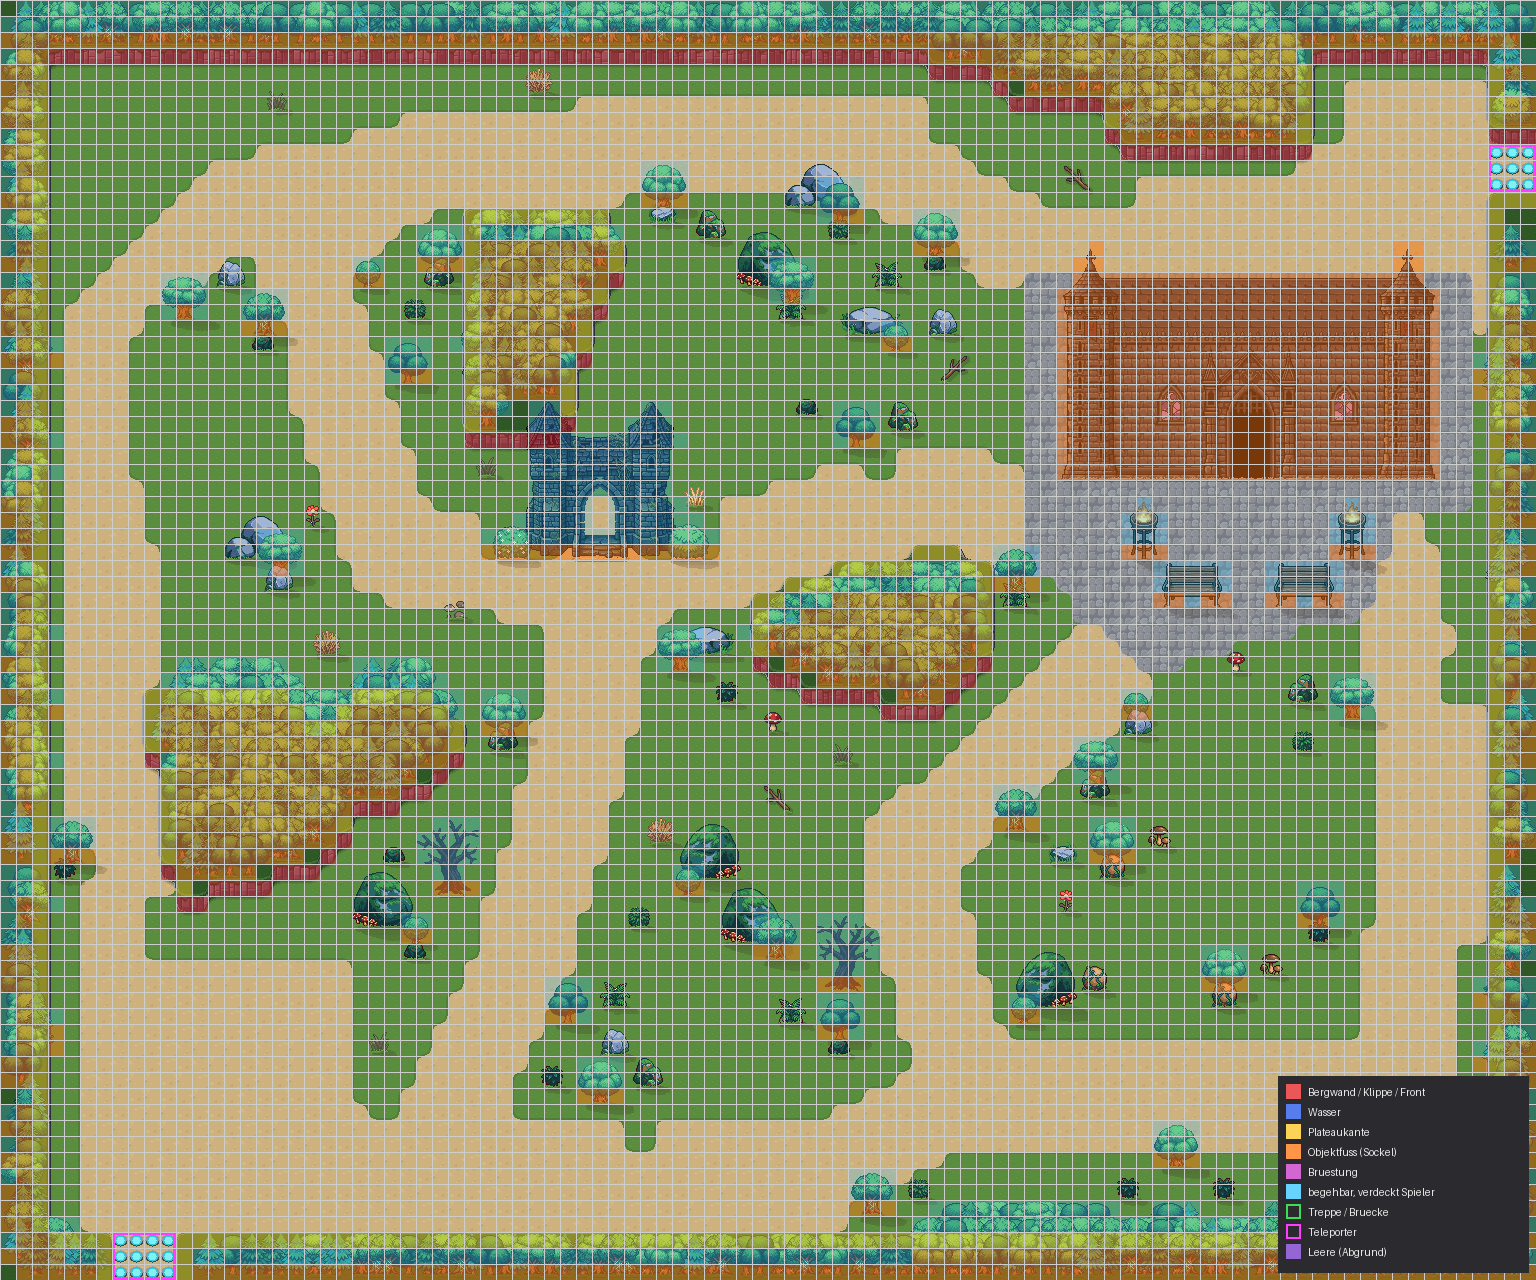 Bergwand / Klippe / Front
Wasser
Plateaukante
Objektfuss (Sockel)
Bruestung
begehbar, verdeckt Spieler
Treppe / Bruecke
Teleporter
Leere (Abgrund)